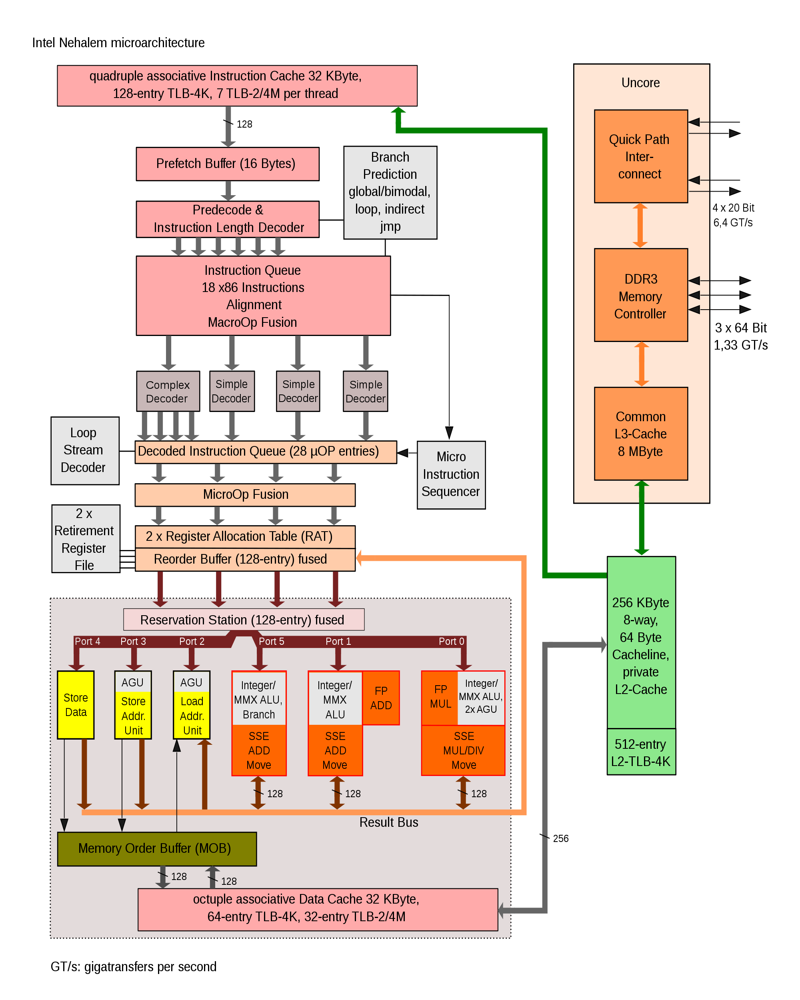 Intel Nehalem microarchitecture
quadruple associative Instruction Cache 32 KByte,
128-entry TLB-4K, 7 TLB-2/4M per thread
128
Prefetch Buffer (16 Bytes)
Predecode &
Instruction Length Decoder
Branch
Prediction
global/bimodal,
loop, indirect
jmp
Instruction Queue
18 x86 Instructions
Alignment
MacroOp Fusion
Complex
Decoder
Simple
Decoder
Simple
Decoder
Simple
Decoder
Loop
Stream
Decoder
Decoded Instruction Queue (28 µOP entries)
Micro
Instruction
Sequencer
MicroOp Fusion
2 x
Retirement
Register
File
2 x Register Allocation Table (RAT)
Reorder Buffer (128-entry) fused
Reservation Station (128-entry) fused
Port 4
Port 3
Port 2
Port 5
Port 1
Port 0
Store
Data
AGU
Store
Addr.
Unit
AGU
Load
Addr.
Unit
Integer/
MMX ALU,
Branch
SSE
ADD
Move
Integer/
MMX
ALU
FP
ADD
SSE
ADD
Move
FP
MUL
Integer/
MMX ALU,
2x AGU
SSE
MUL/DIV
Move
128
128
128
Result Bus
Memory Order Buffer (MOB)
128
128
octuple associative Data Cache 32 KByte,
64-entry TLB-4K, 32-entry TLB-2/4M
256
Uncore
Quick Path
Inter-
connect
4 x 20 Bit
6,4 GT/s
DDR3
Memory
Controller
3 x 64 Bit
1,33 GT/s
Common
L3-Cache
8 MByte
256 KByte
8-way,
64 Byte
Cacheline,
private
L2-Cache
512-entry
L2-TLB-4K
GT/s: gigatransfers per second